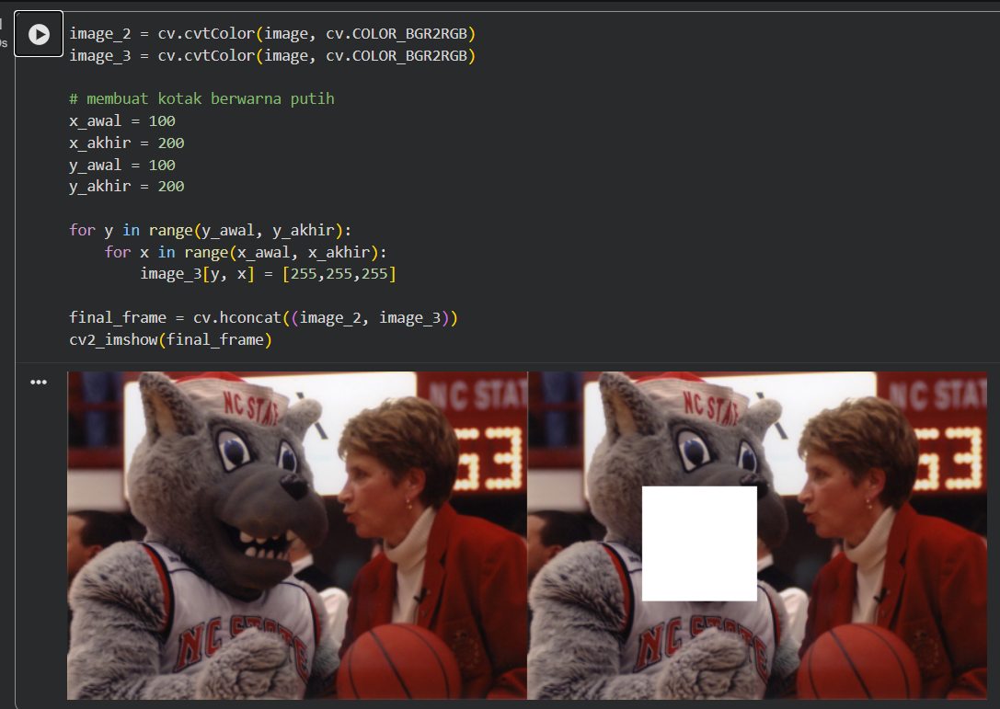 image_2 = cv.cvtColor(image, cv.COLOR_BGR2RGB)
image_3 = cv.cvtColor(image, cv.COLOR_BGR2RGB)
# membuat kotak berwarna putih
x_awal = 100
x_akhir = 200
y_awal = 100
y_akhir = 200
for y in range(y_awal, y_akhir):
    for x in range(x_awal, x_akhir):
        image_3[y, x] = [255,255,255]
final_frame = cv.hconcat((image_2, image_3))
cv2_imshow(final_frame)
NC STAT NC STAT
NC STATE NC STATE
53 53
NC STATE NC STATE